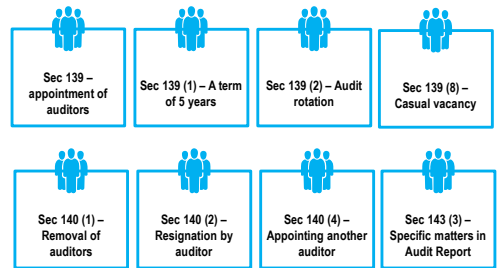 Sec 139 –
appointment of
auditors
Sec 139 (1) – A term
of 5 years
Sec 139 (2) – Audit
rotation
Sec 139 (8) –
Casual vacancy
Sec 140 (1) –
Removal of
auditors
Sec 140 (2) –
Resignation by
auditor
Sec 140 (4) –
Appointing another
auditor
Sec 143 (3) –
Specific matters in
Audit Report